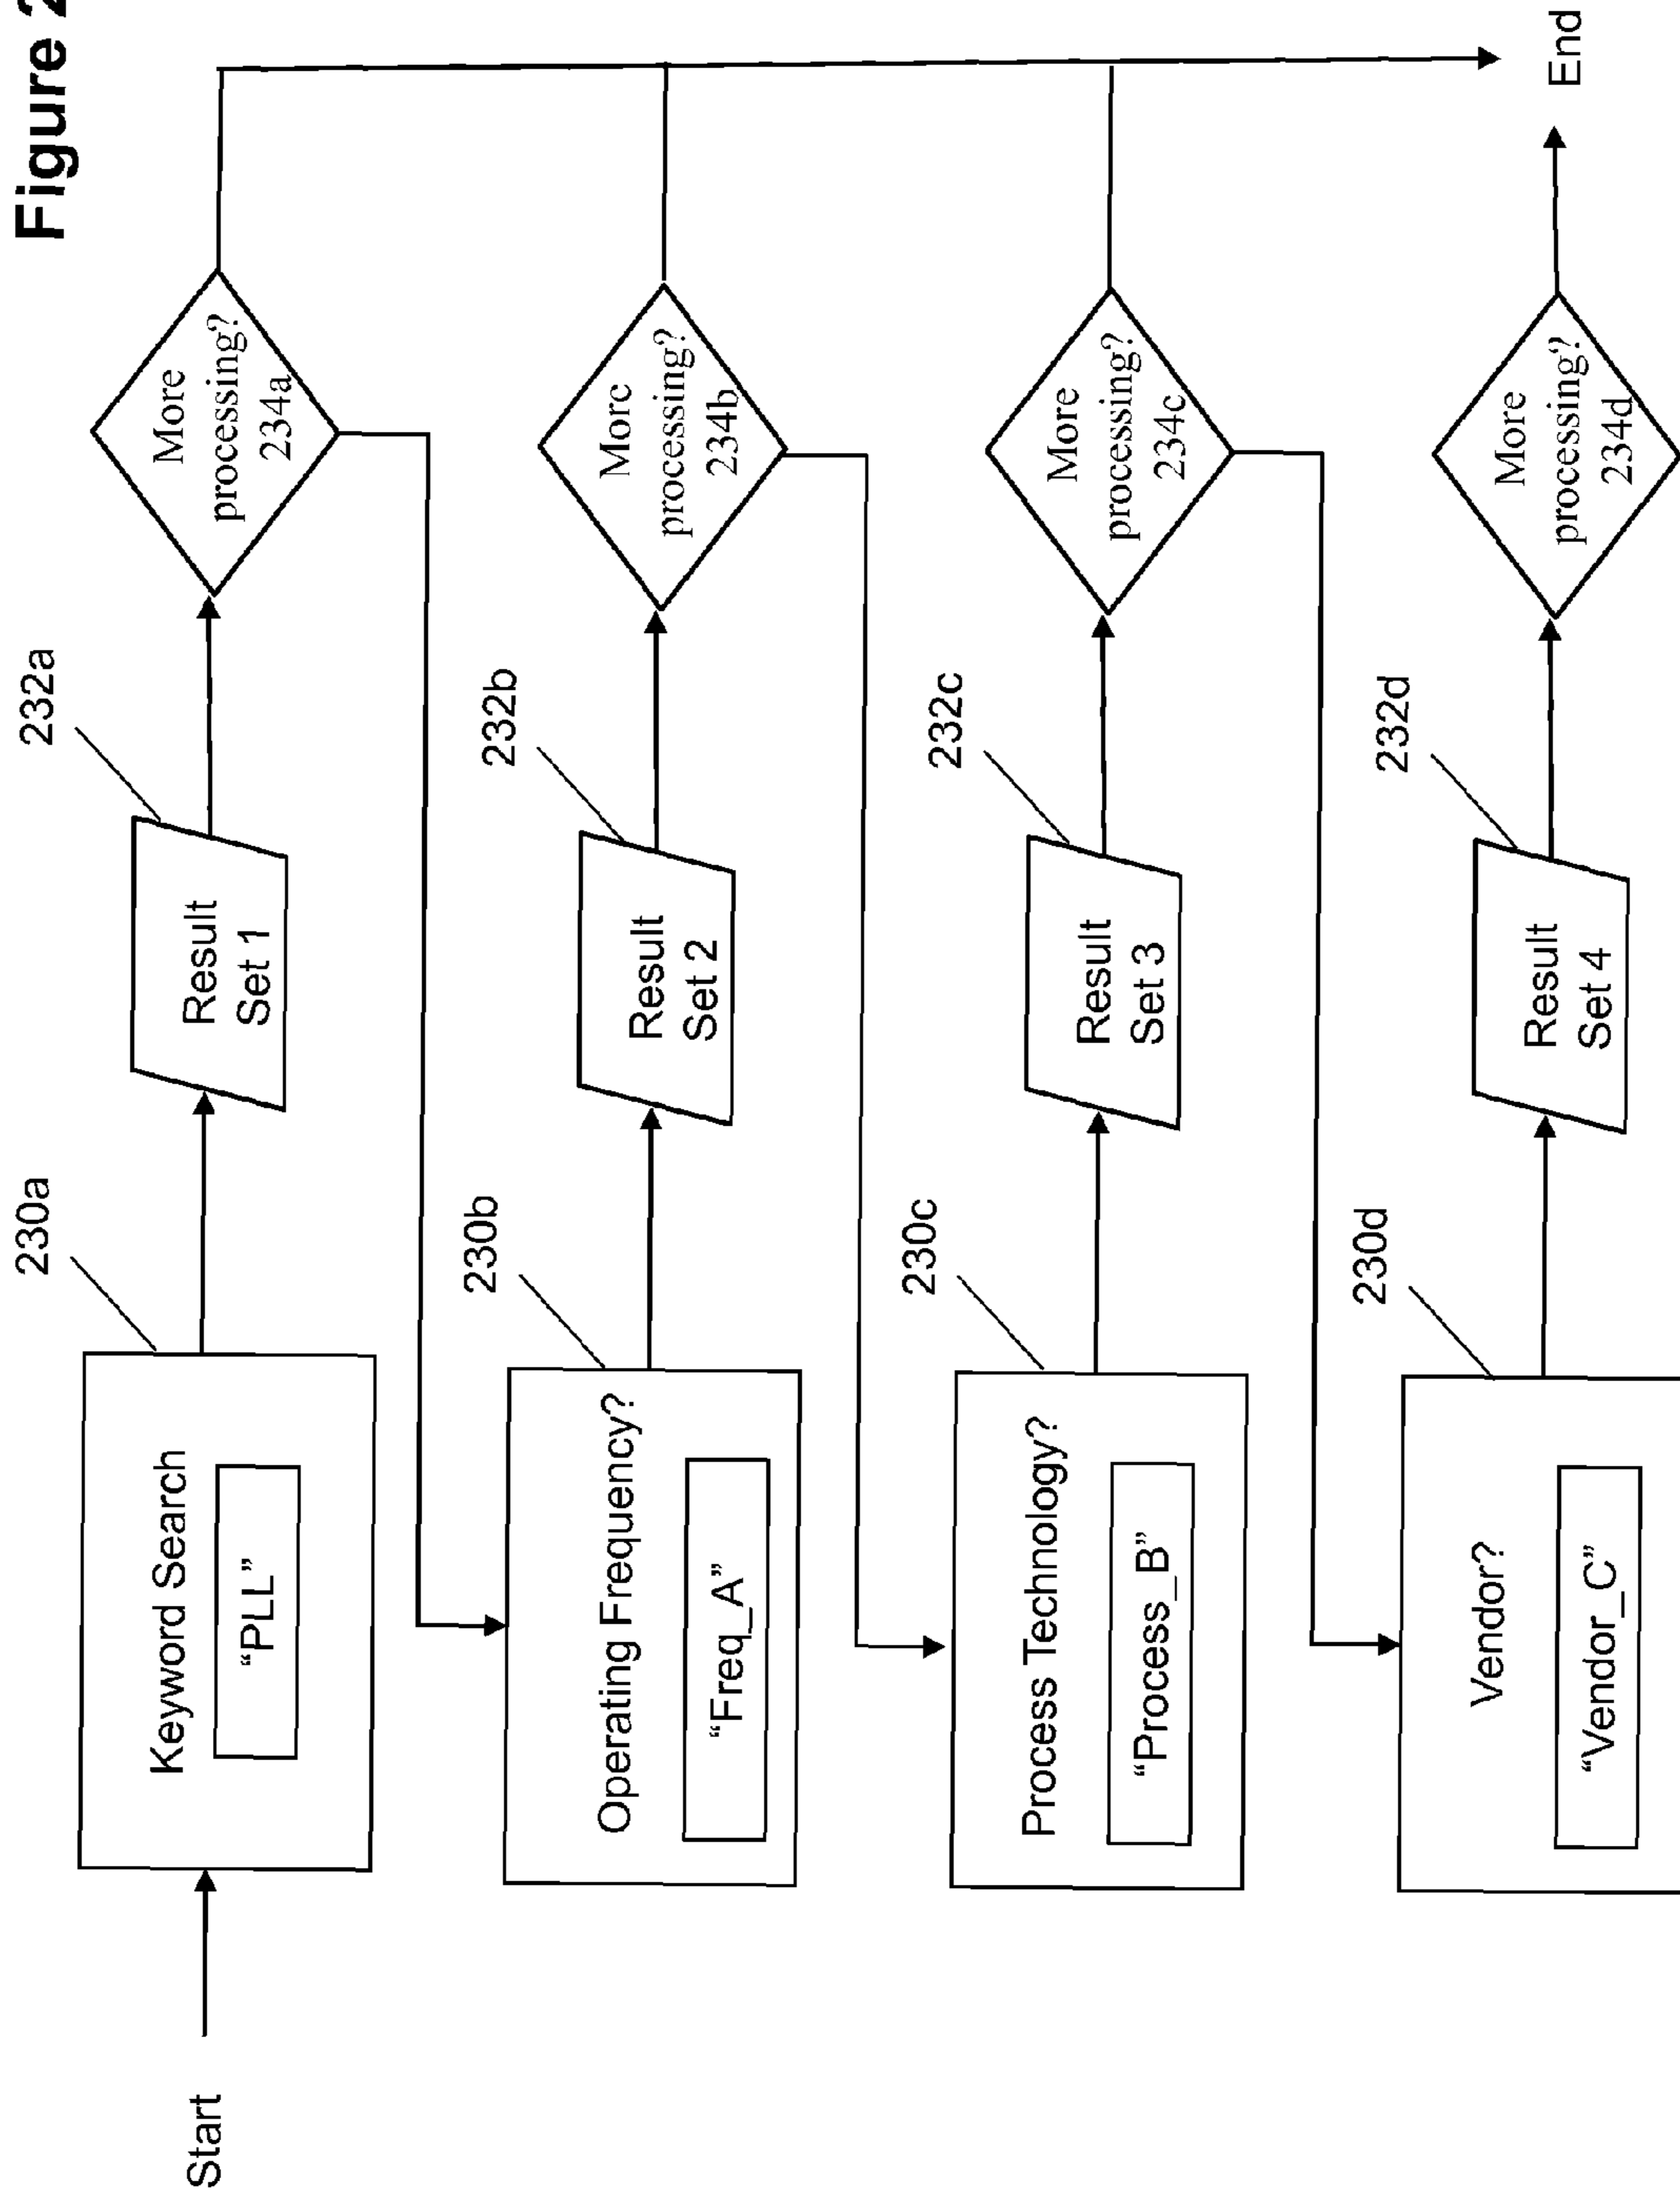 Figure 2
Start
230a
Keyword Search
“PLL”
232a
Result
Set 1
More
processing?
234a
230b
Operating Frequency?
“Freq_A”
232b
Result
Set 2
More
processing?
234b
230c
Process Technology?
“Process_B”
232c
Result
Set 3
More
processing?
234c
230d
Vendor?
“Vendor_C”
232d
Result
Set 4
More
processing?
234d
End